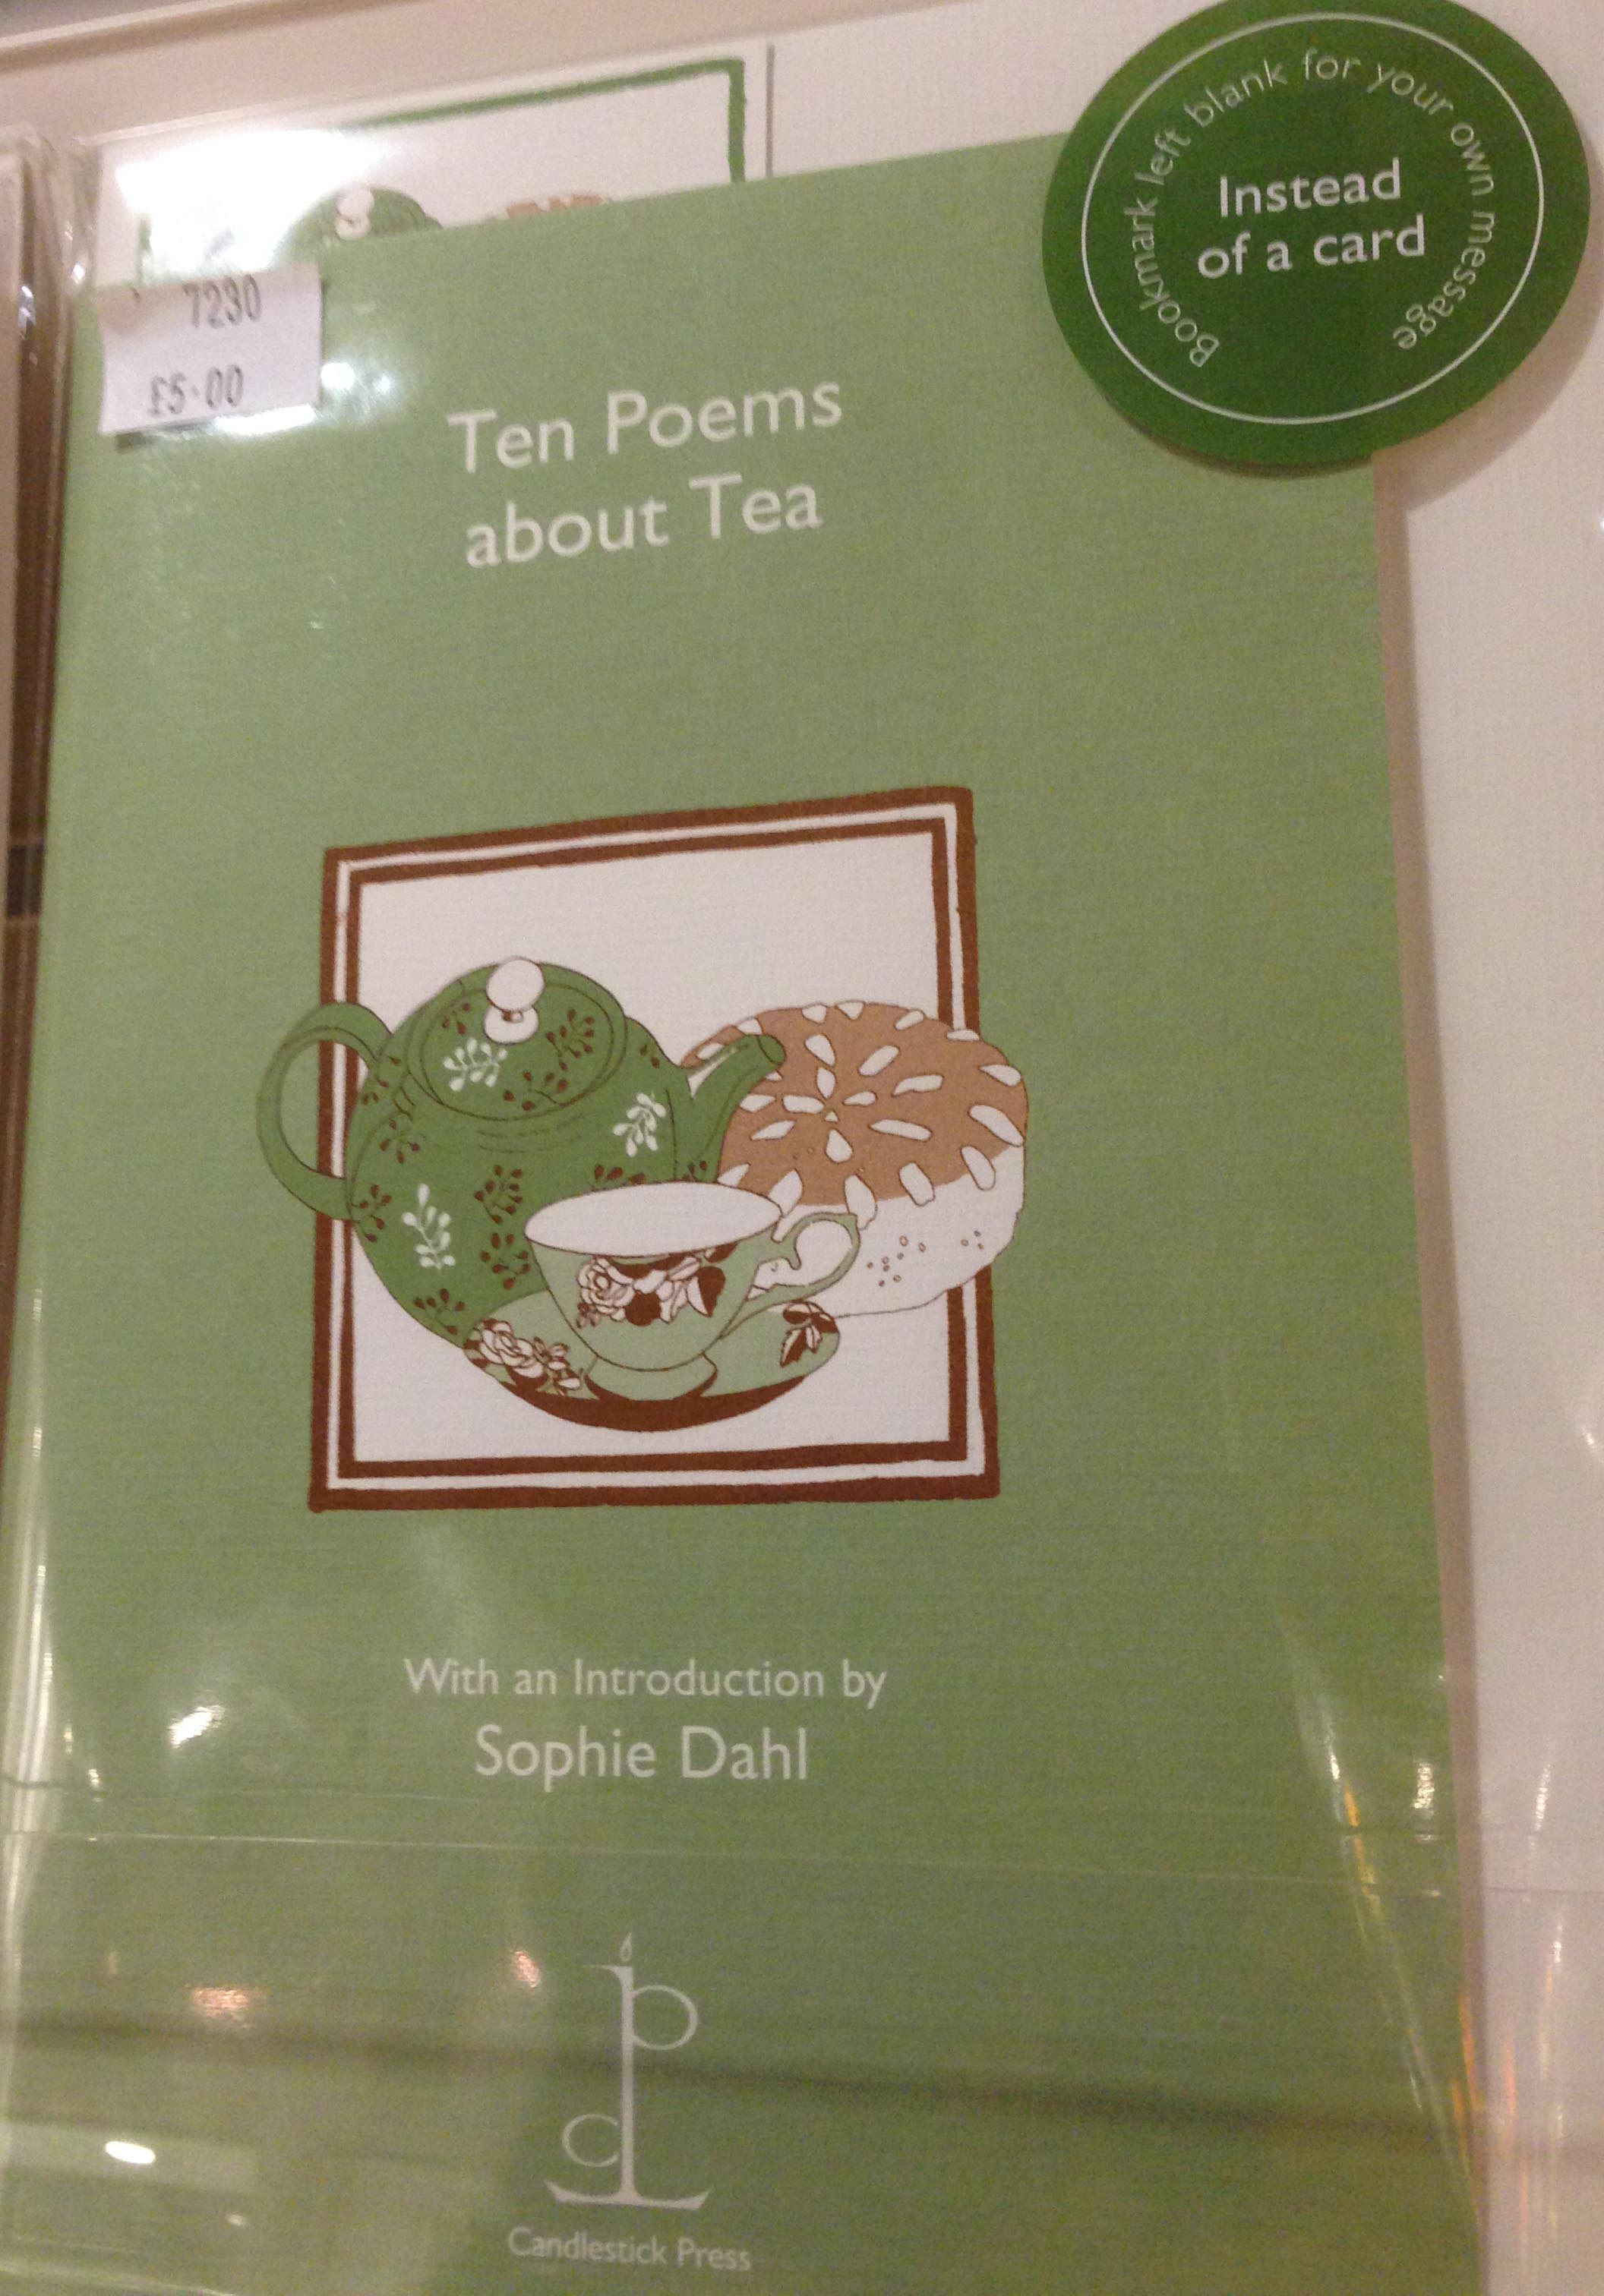 7230
£5·00
Bookmark left blank for your own message
Instead
of a card
Ten Poems
about Tea
With an Introduction by
Sophie Dahl
cp
Candlestick Press